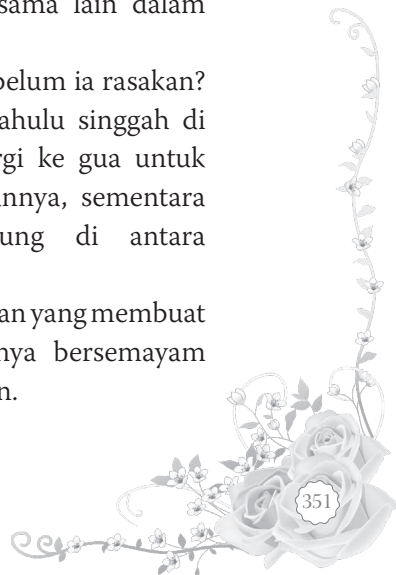 sama lain dalam
belum ia rasakan?
ahulu singgah di
rgi ke gua untuk
nnya, sementara
ung di antara
an yang membuat
nya bersemayam
n.
351